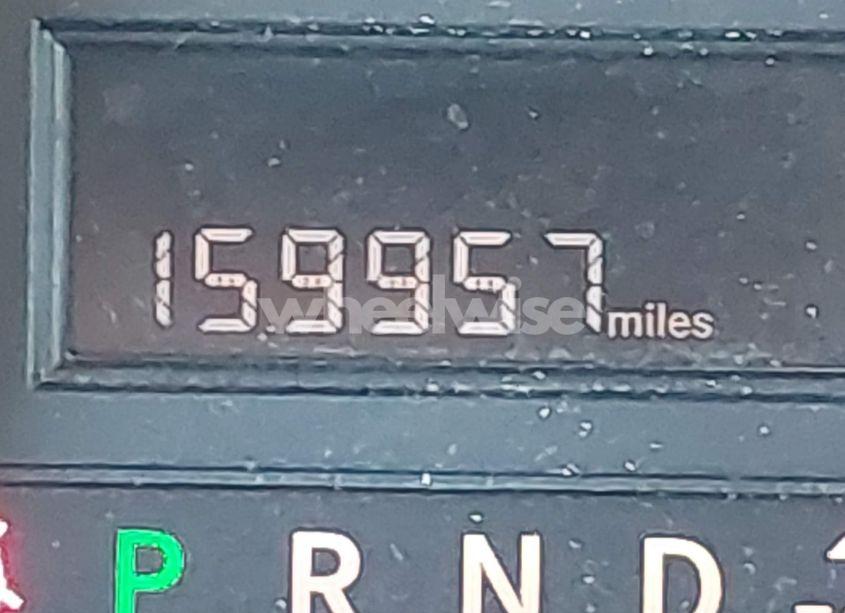 159957 miles
wheelwise
P R N D